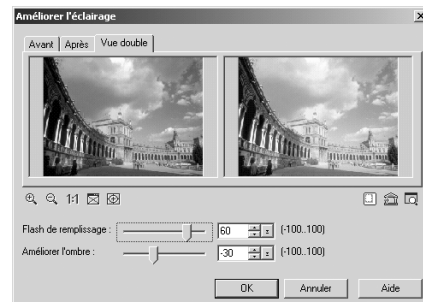 Améliorer l'éclairage
Avant Après Vue double
1:1
Flash de remplissage : 60 (-100..100)
Améliorer l'ombre : -30 (-100..100)
OK Annuler Aide